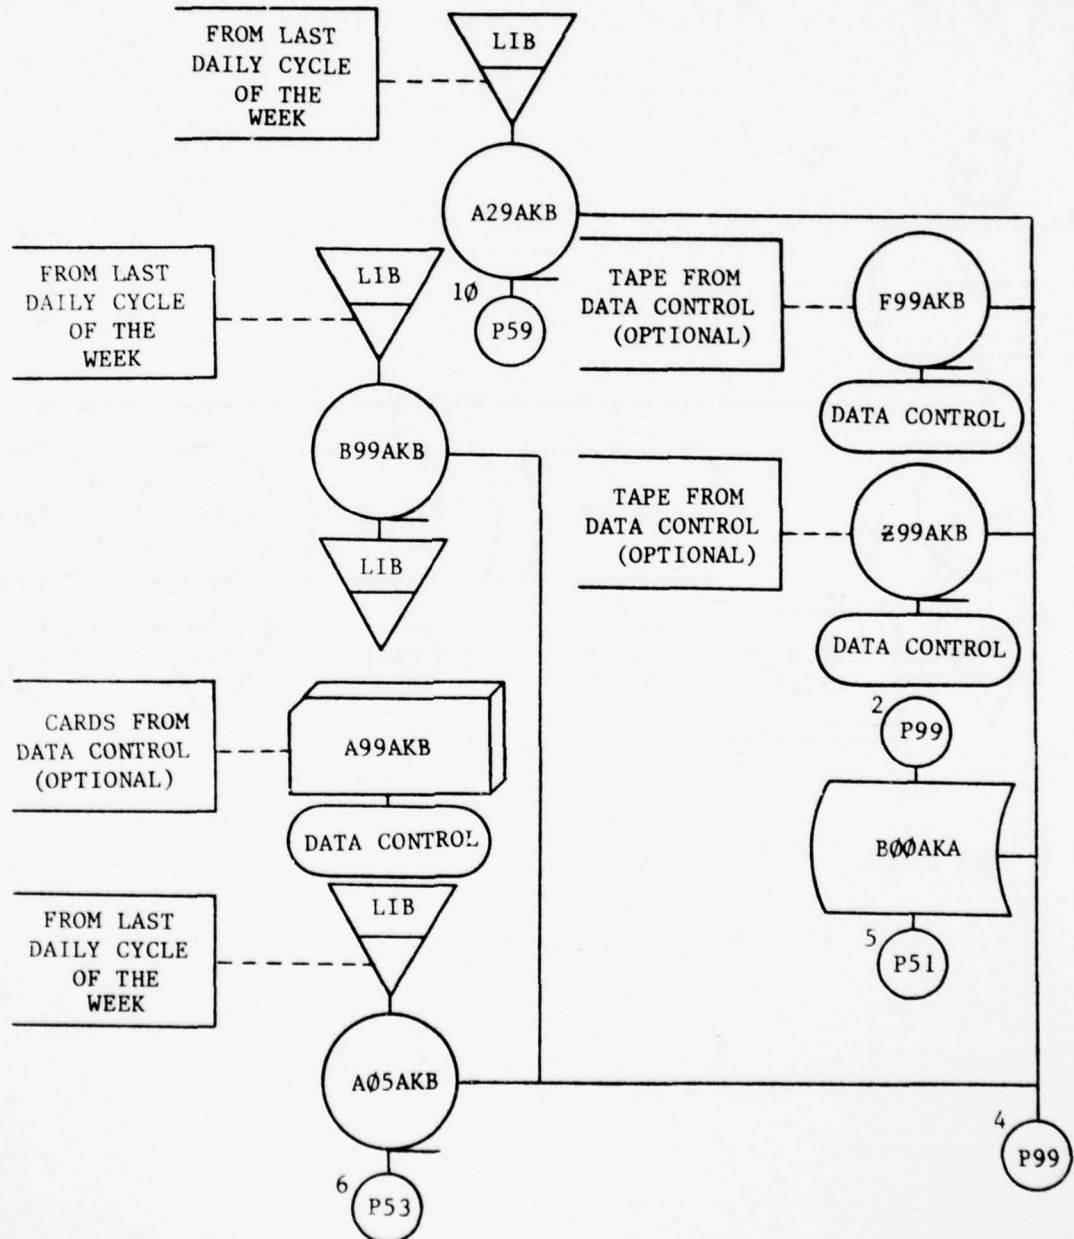 FROM LAST
DAILY CYCLE
OF THE
WEEK
LIB
A29AKB
10
P59
FROM LAST
DAILY CYCLE
OF THE
WEEK
LIB
B99AKB
LIB
TAPE FROM
DATA CONTROL
(OPTIONAL)
F99AKB
DATA CONTROL
TAPE FROM
DATA CONTROL
(OPTIONAL)
Z99AKB
DATA CONTROL
2
P99
B00AKA
5
P51
CARDS FROM
DATA CONTROL
(OPTIONAL)
A99AKB
DATA CONTROL
FROM LAST
DAILY CYCLE
OF THE
WEEK
LIB
A05AKB
6
P53
4
P99